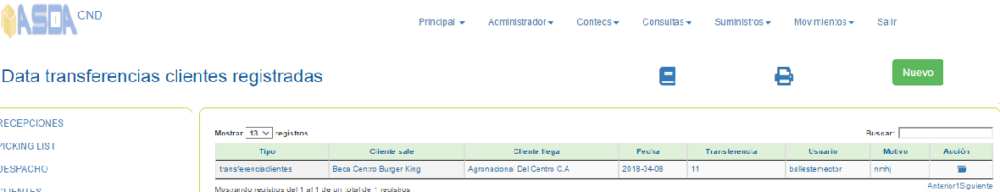 ASDA CND
Principal Administrador Conteos Consultas Suministros Movimientos Salir
Data transferencias clientes registradas
Nuevo
RECEPCIONES
PICKING LIST
DESPACHO
CLIENTES
Mostrar 13 registros
Buscar:
Tipo Cliente sale Cliente llega Fecha Transferencia Usuario Motivo Acción
transferenciaclientes Beca Centro Burger King Agronacional Del Centro C.A 2018-04-08 11 ballesterhector nmhj
Mostrando registros del 1 al 1 de un total de 1 registros
Anterior1Siguiente